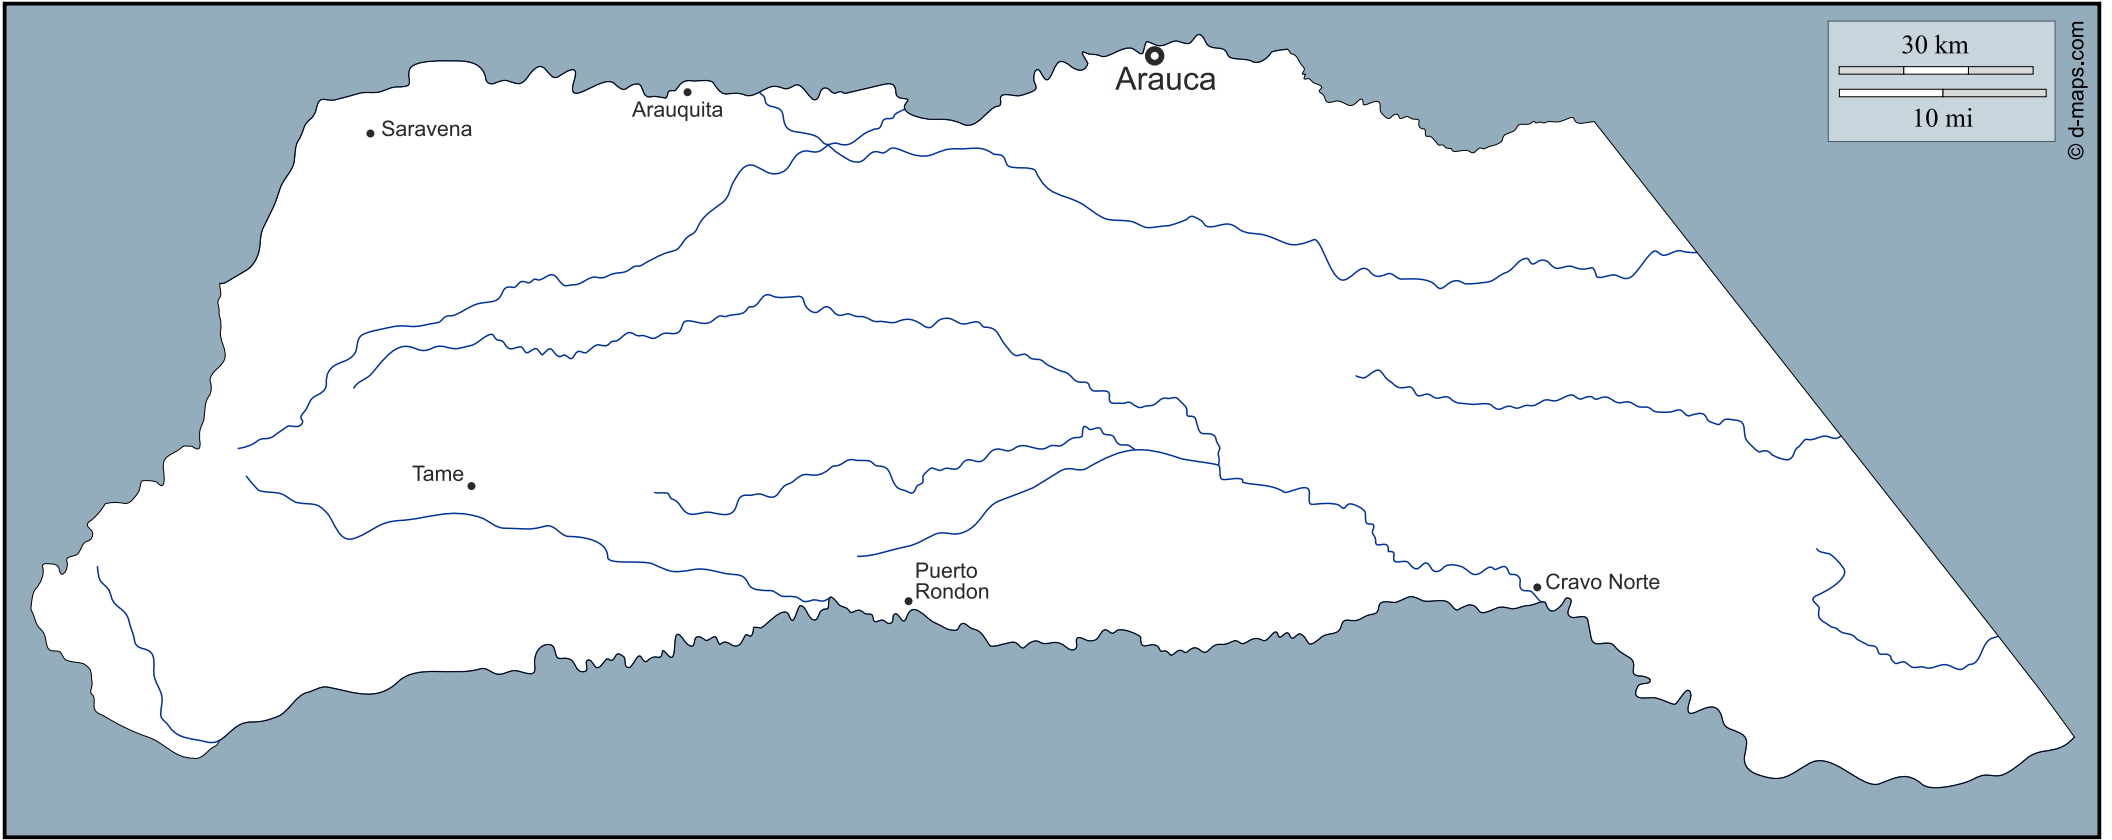 Arauca
30 km
10 mi
© d-maps.com
Arauquita
Saravena
Tame
Puerto
Rondon
Cravo Norte